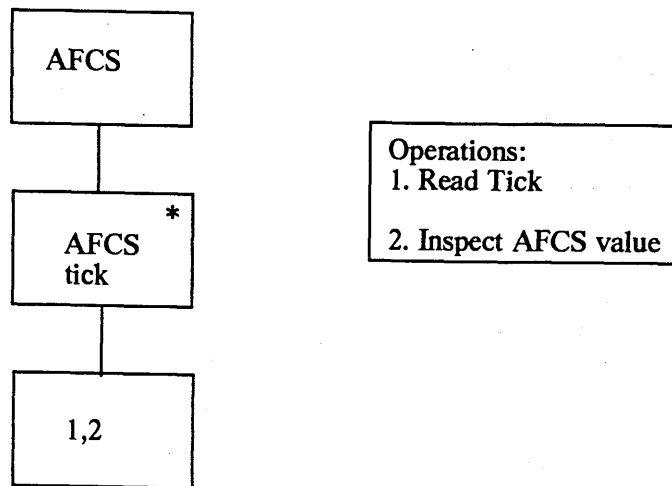 AFCS
*
AFCS
tick
1,2
Operations:
1. Read Tick
2. Inspect AFCS value